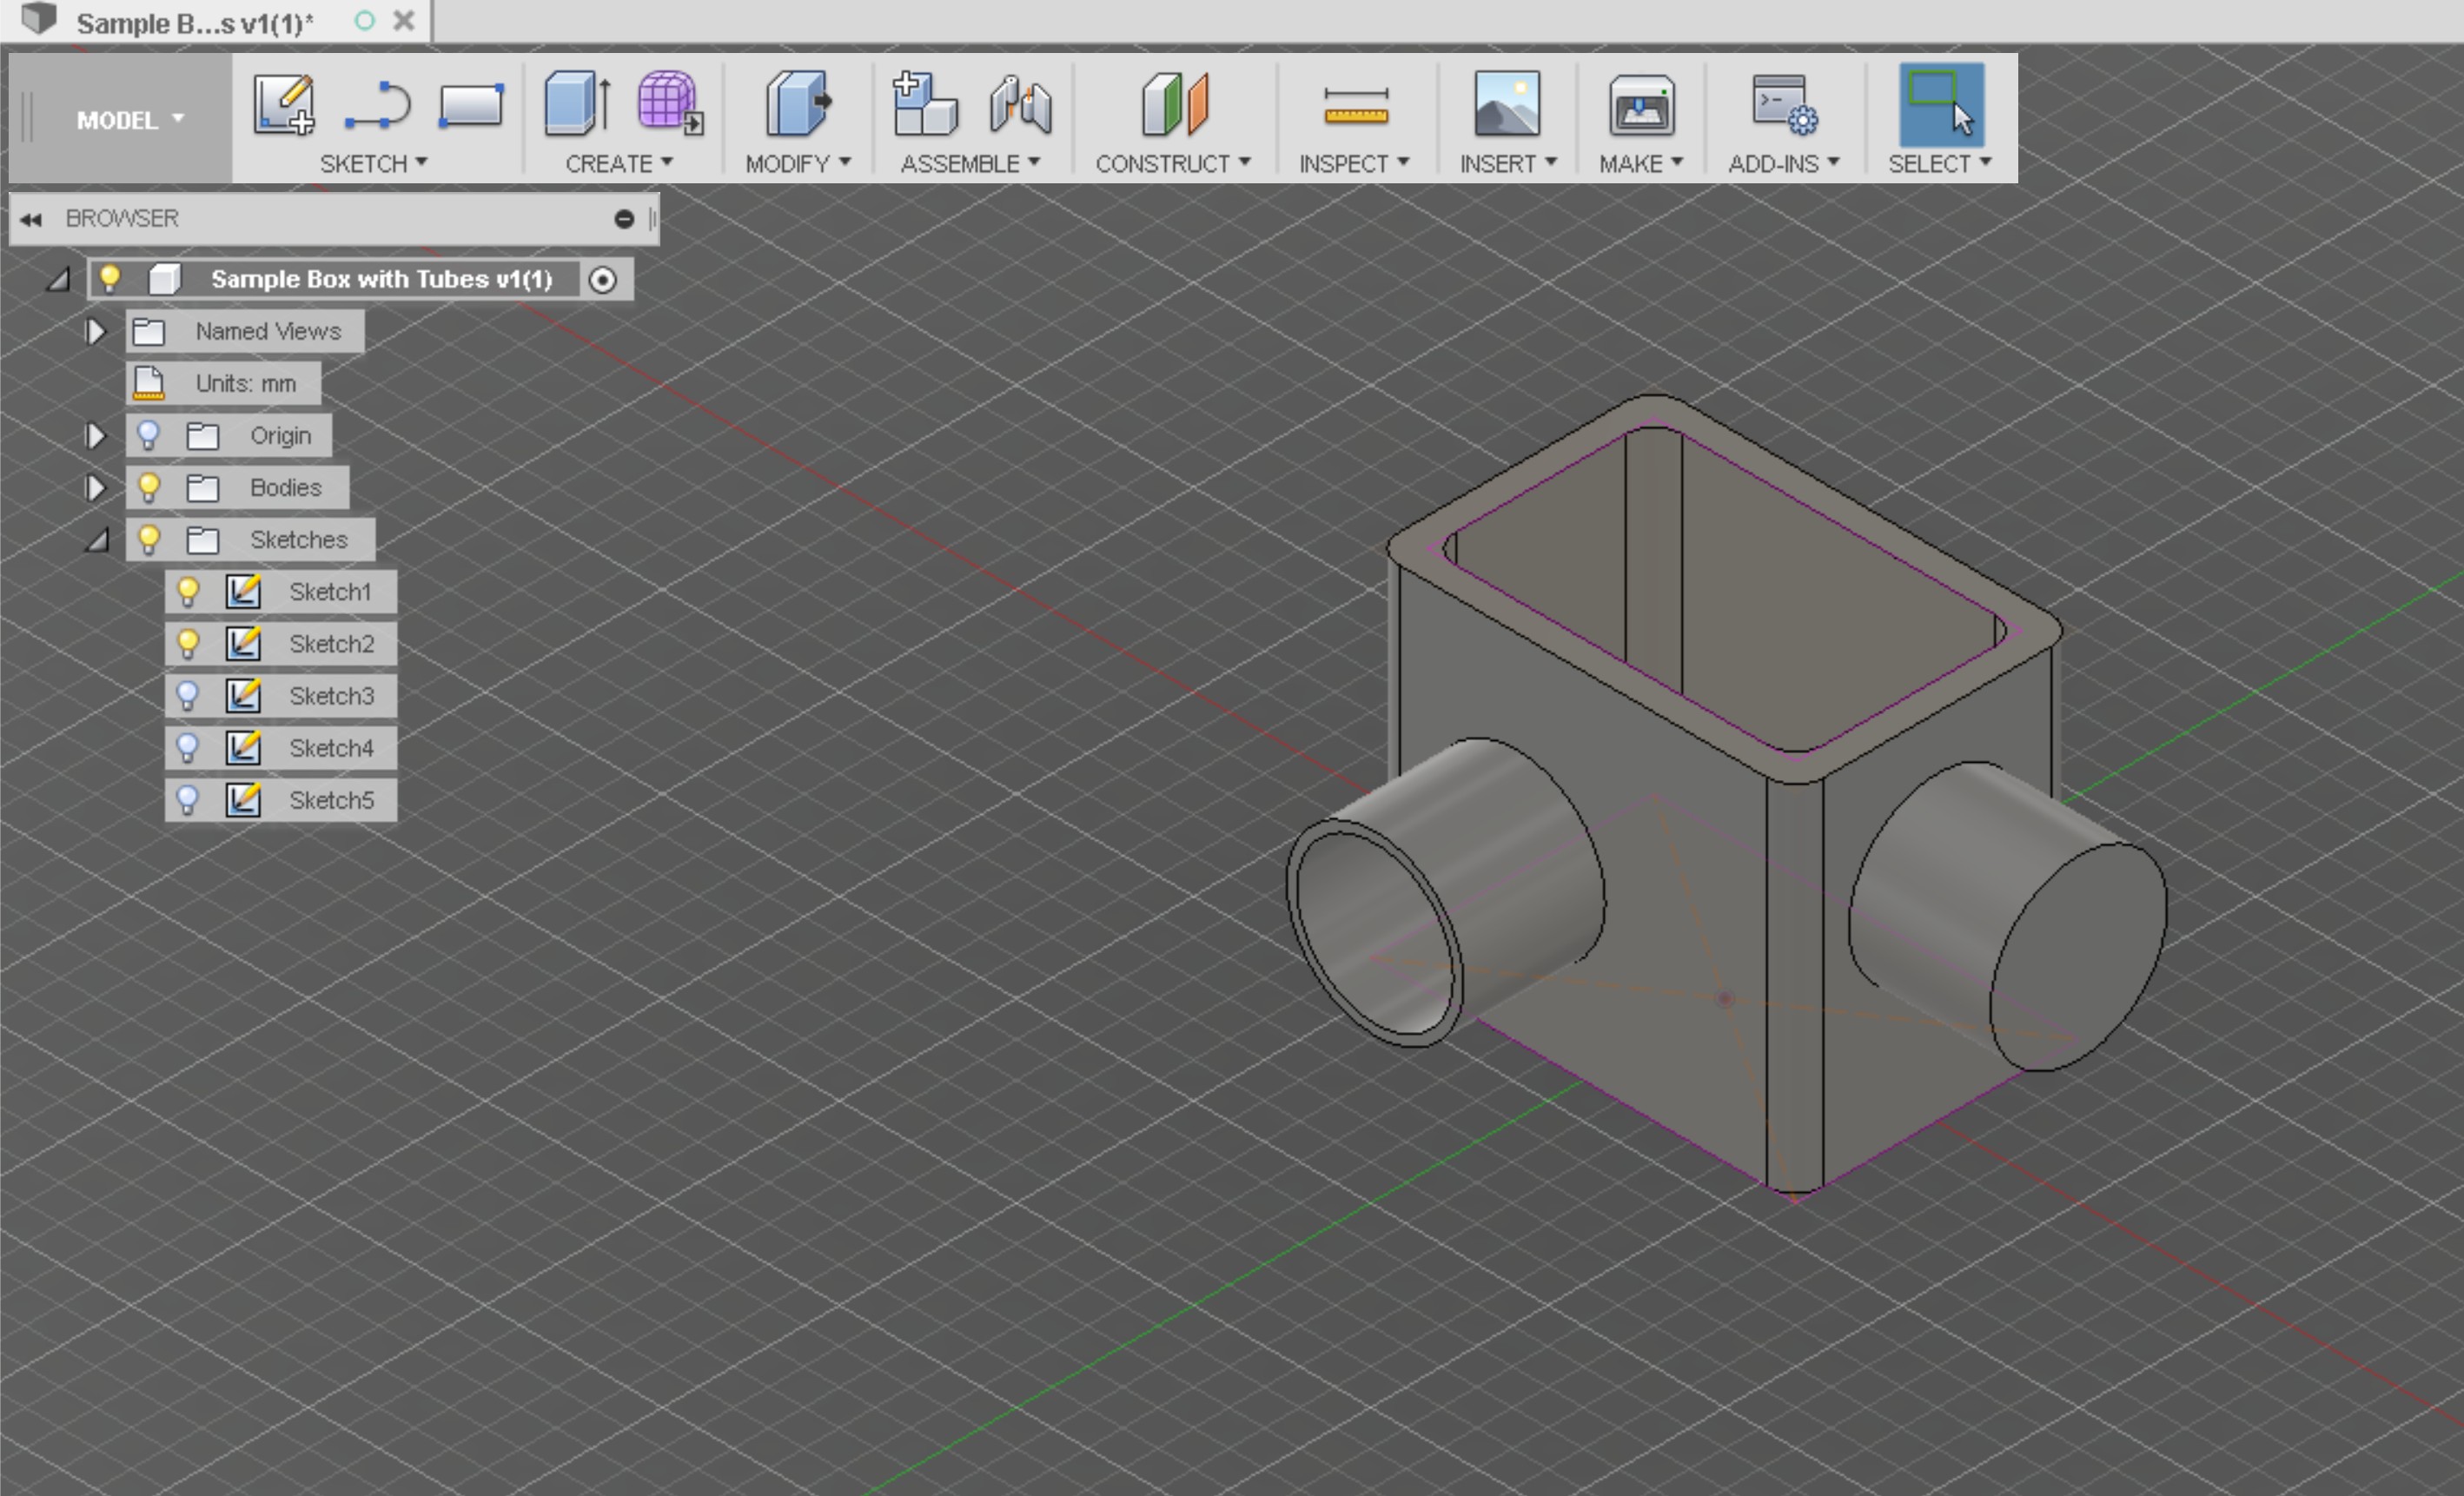 Sample B...s v1(1)*
MODEL
SKETCH
CREATE
MODIFY
ASSEMBLE
CONSTRUCT
INSPECT
INSERT
MAKE
ADD-INS
SELECT
BROWSER
Sample Box with Tubes v1(1)
Named Views
Units: mm
Origin
Bodies
Sketches
Sketch1
Sketch2
Sketch3
Sketch4
Sketch5